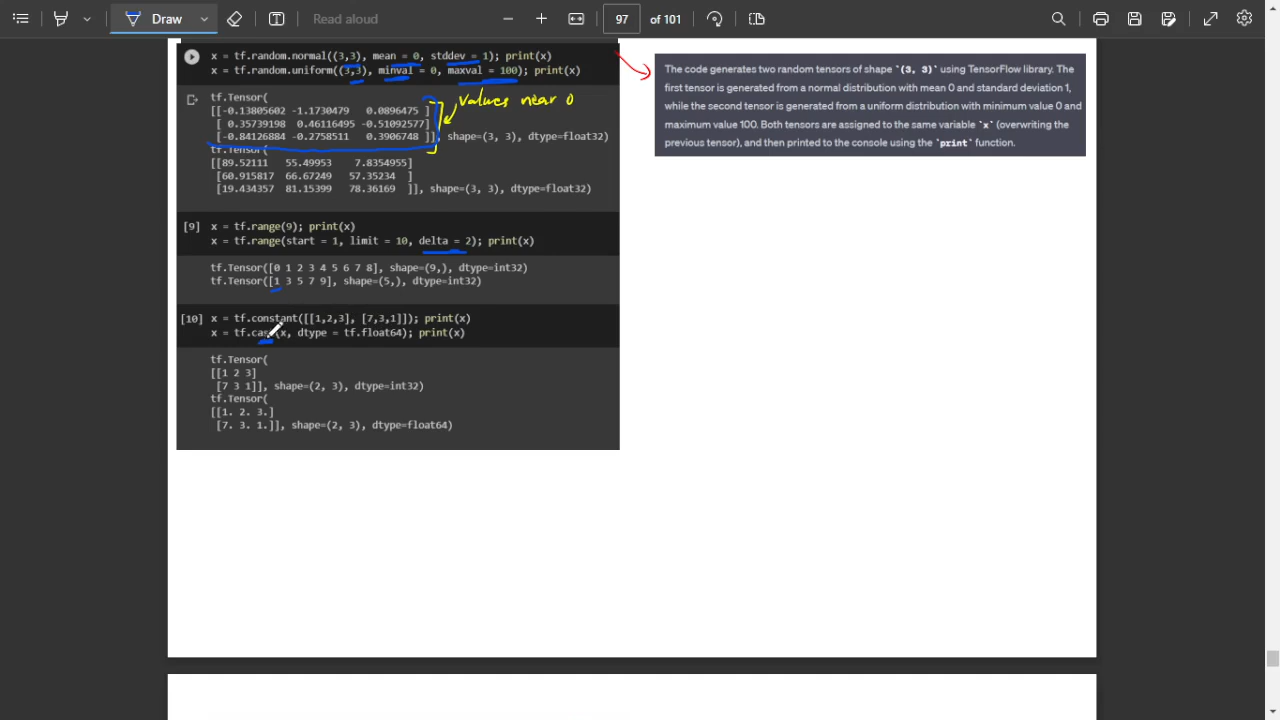 Draw
Read aloud
97 of 101
x = tf.random.normal((3,3), mean = 0, stddev = 1); print(x)
x = tf.random.uniform((3,3), minval = 0, maxval = 100); print(x)
tf.Tensor(
[[-0.13805602 -1.1730479 0.0896475 ]
[ 0.35739198 0.46116495 -0.51092577]
[-0.84126884 -0.2758511 0.3906748 ]], shape=(3, 3), dtype=float32)
tf.Tensor(
[[89.52111 55.49953 7.8354955]
[60.915817 66.67249 57.35234 ]
[19.434357 81.15399 78.36169 ]], shape=(3, 3), dtype=float32)
Values near 0
[9] x = tf.range(9); print(x)
x = tf.range(start = 1, limit = 10, delta = 2); print(x)
tf.Tensor([0 1 2 3 4 5 6 7 8], shape=(9,), dtype=int32)
tf.Tensor([1 3 5 7 9], shape=(5,), dtype=int32)
[10] x = tf.constant([[1,2,3], [7,3,1]]); print(x)
x = tf.cas(x, dtype = tf.float64); print(x)
tf.Tensor(
[[1 2 3]
[7 3 1]], shape=(2, 3), dtype=int32)
tf.Tensor(
[[1. 2. 3.]
[7. 3. 1.]], shape=(2, 3), dtype=float64)
The code generates two random tensors of shape `(3, 3)` using TensorFlow library. The
first tensor is generated from a normal distribution with mean 0 and standard deviation 1,
while the second tensor is generated from a uniform distribution with minimum value 0 and
maximum value 100. Both tensors are assigned to the same variable `x` (overwriting the
previous tensor), and then printed to the console using the `print` function.